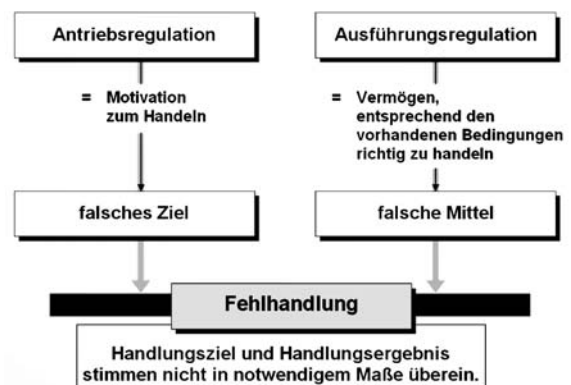 Antriebsregulation
= Motivation
zum Handeln
falsches Ziel
Ausführungsregulation
= Vermögen,
entsprechend den
vorhandenen Bedingungen
richtig zu handeln
falsche Mittel
Fehlhandlung
Handlungsziel und Handlungsergebnis
stimmen nicht in notwendigem Maße überein.